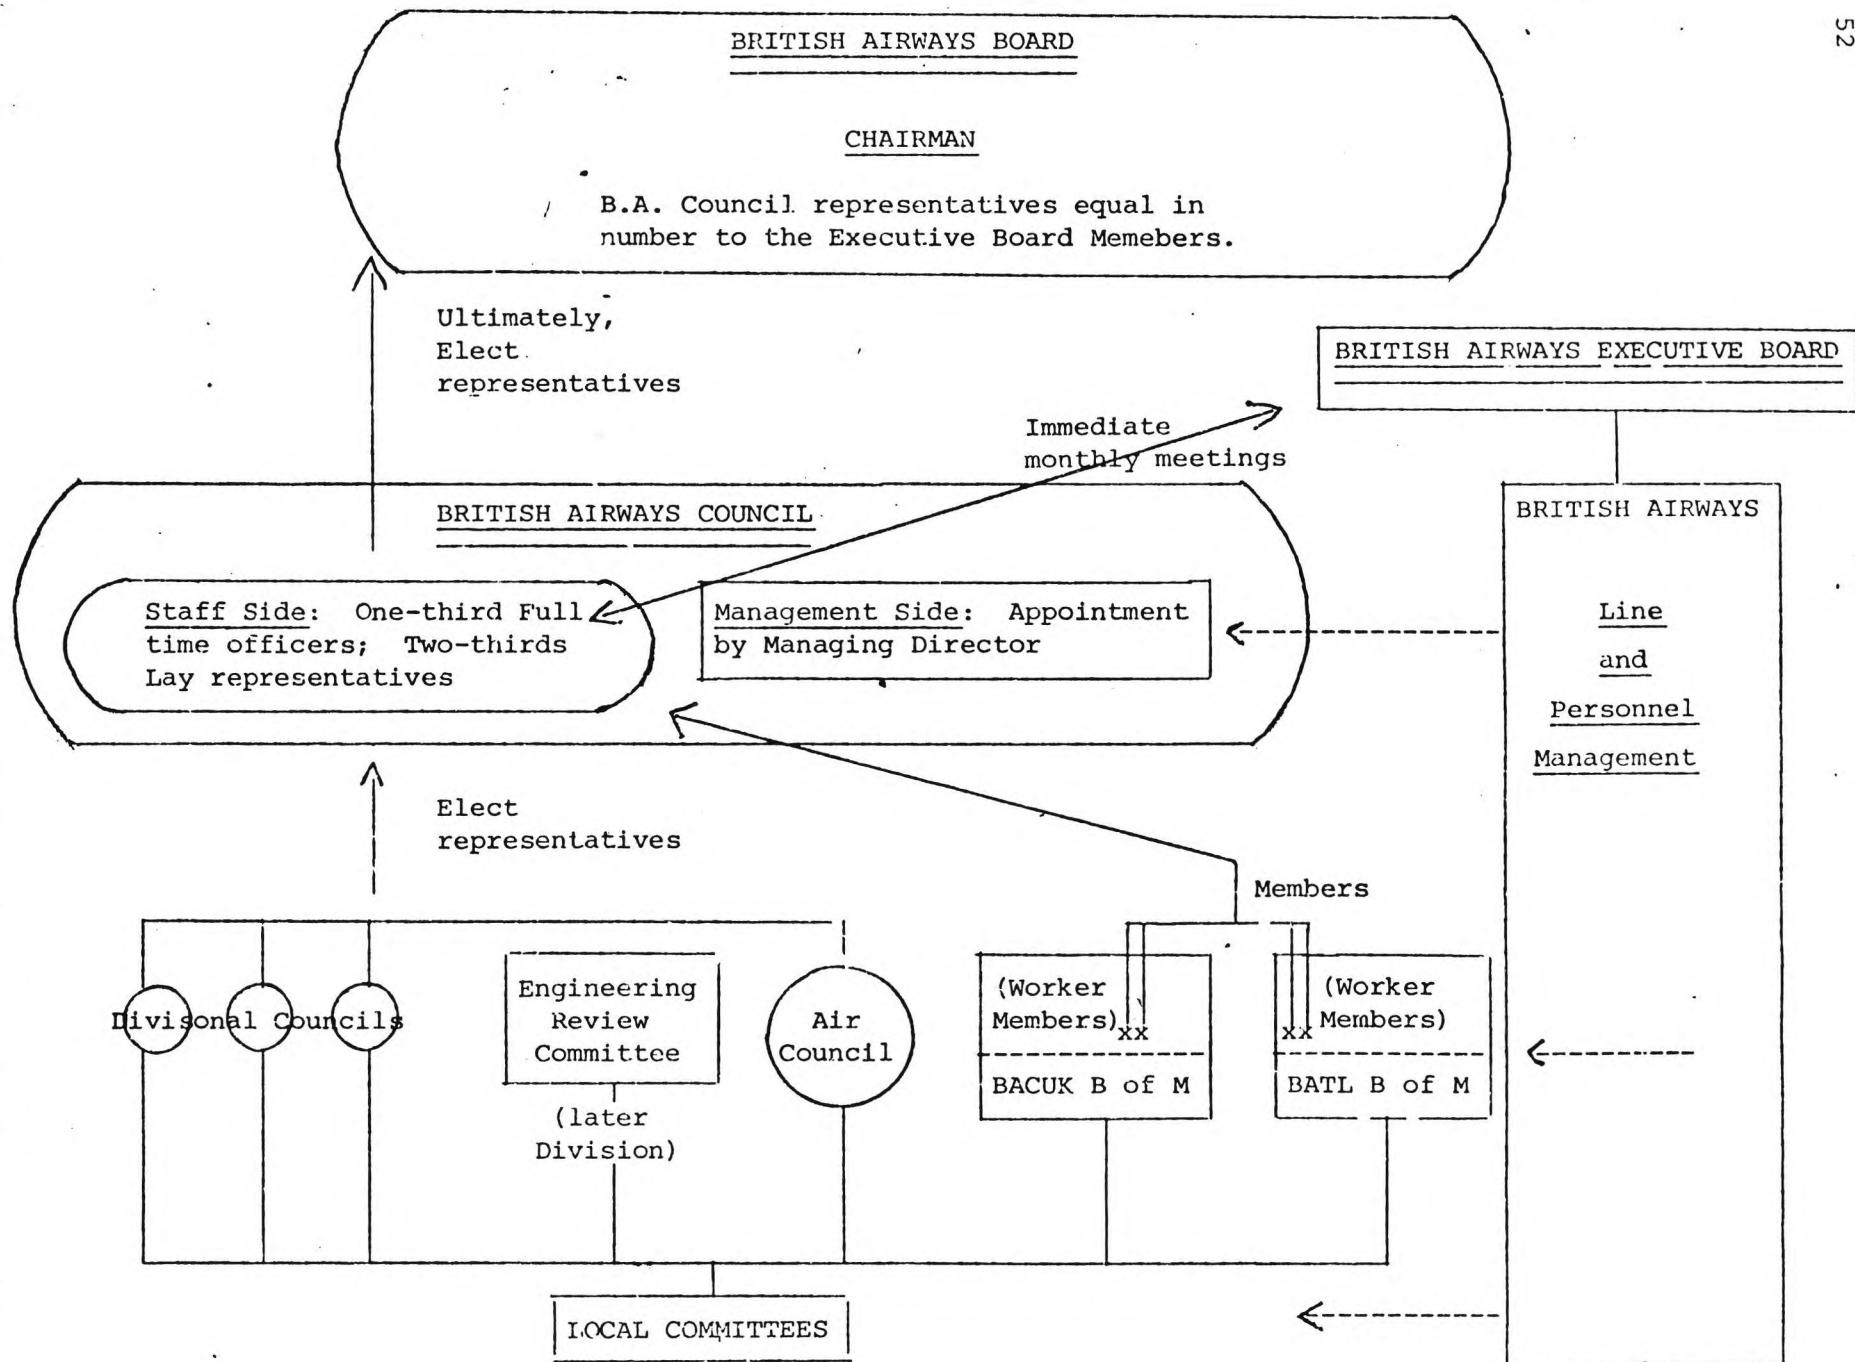 52
BRITISH AIRWAYS BOARD
CHAIRMAN
B.A. Council representatives equal in
number to the Executive Board Memebers.
Ultimately,
Elect
representatives
BRITISH AIRWAYS EXECUTIVE BOARD
Immediate
monthly meetings
BRITISH AIRWAYS COUNCIL
Staff Side: One-third Full
time officers; Two-thirds
Lay representatives
Management Side: Appointment
by Managing Director
BRITISH AIRWAYS
Line
and
Personnel
Management
Elect
representatives
Members
Divisonal Councils
Engineering
Review
Committee
(later
Division)
Air
Council
(Worker
Members)
xx
BACUK B of M
(Worker
Members)
xx
BATL B of M
LOCAL COMMITTEES